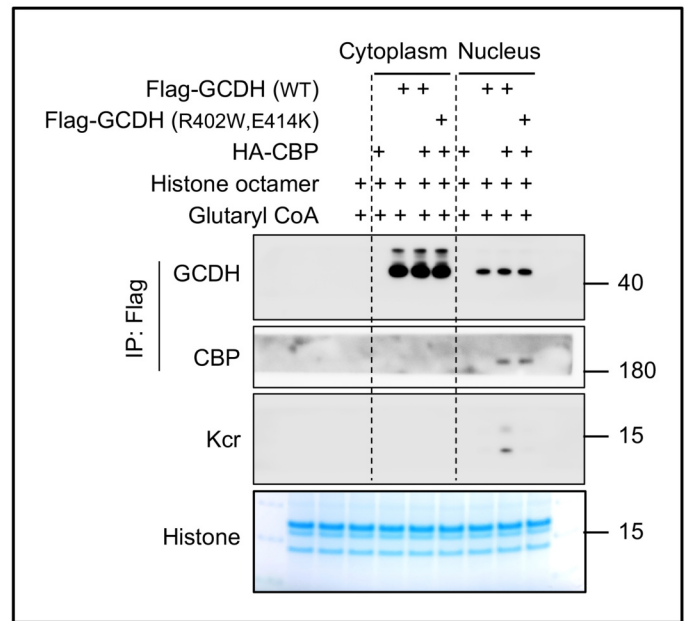 Cytoplasm Nucleus
Flag-GCDH (WT) + + + +
Flag-GCDH (R402W,E414K) + +
HA-CBP + + + + + +
Histone octamer + + + + + + + + +
Glutaryl CoA + + + + + + + + +
IP: Flag
GCDH 40
CBP 180
Kcr 15
Histone 15